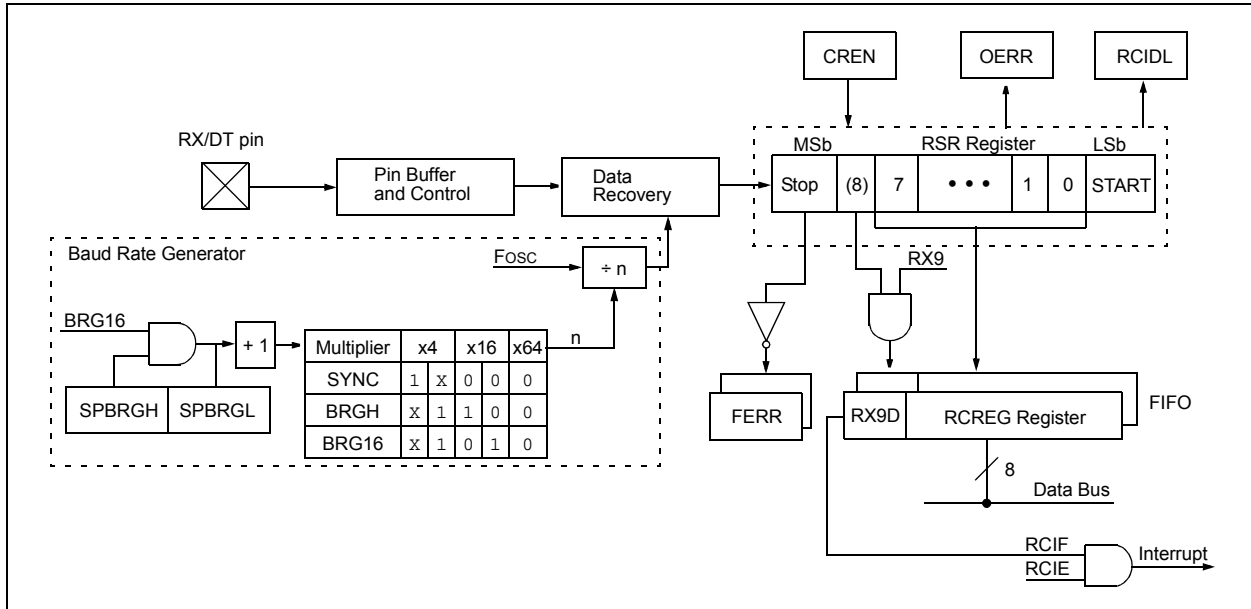 CREN
OERR
RCIDL
RX/DT pin
MSb
RSR Register
LSb
Pin Buffer
and Control
Data
Recovery
Stop (8) 7 • • • 1 0 START
Baud Rate Generator
FOSC
÷ n
RX9
BRG16
+ 1
n
Multiplier x4 x16 x64
SYNC 1 X 0 0 0
BRGH X 1 1 0 0
BRG16 X 1 0 1 0
SPBRGH SPBRGL
FERR
RX9D RCREG Register
FIFO
8
Data Bus
RCIF
RCIE
Interrupt